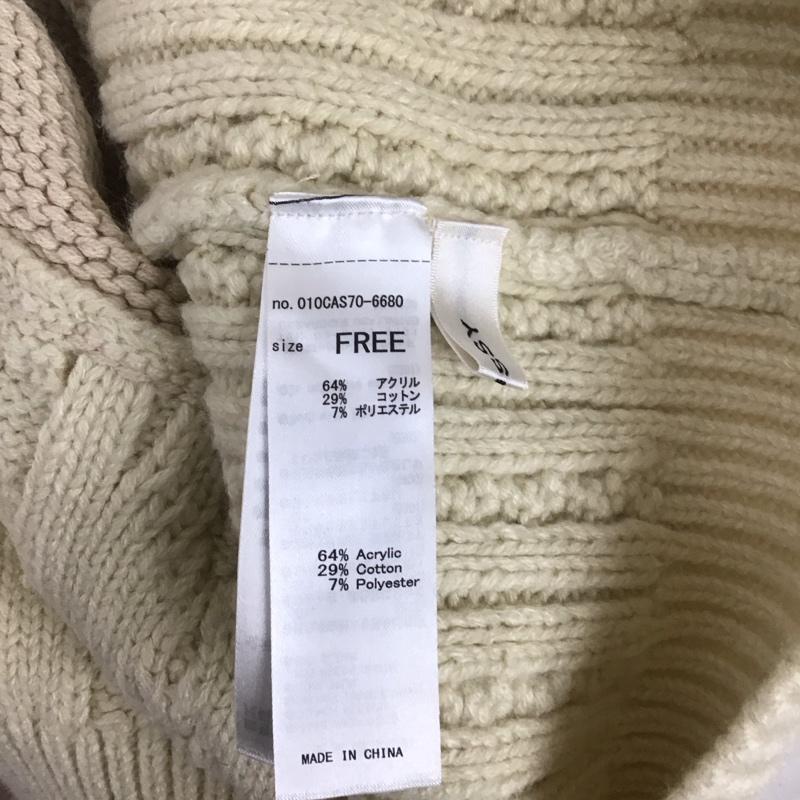 no. 010CAS70-6680
size FREE
64% アクリル
29% コットン
7% ポリエステル
64% Acrylic
29% Cotton
7% Polyester
MADE IN CHINA